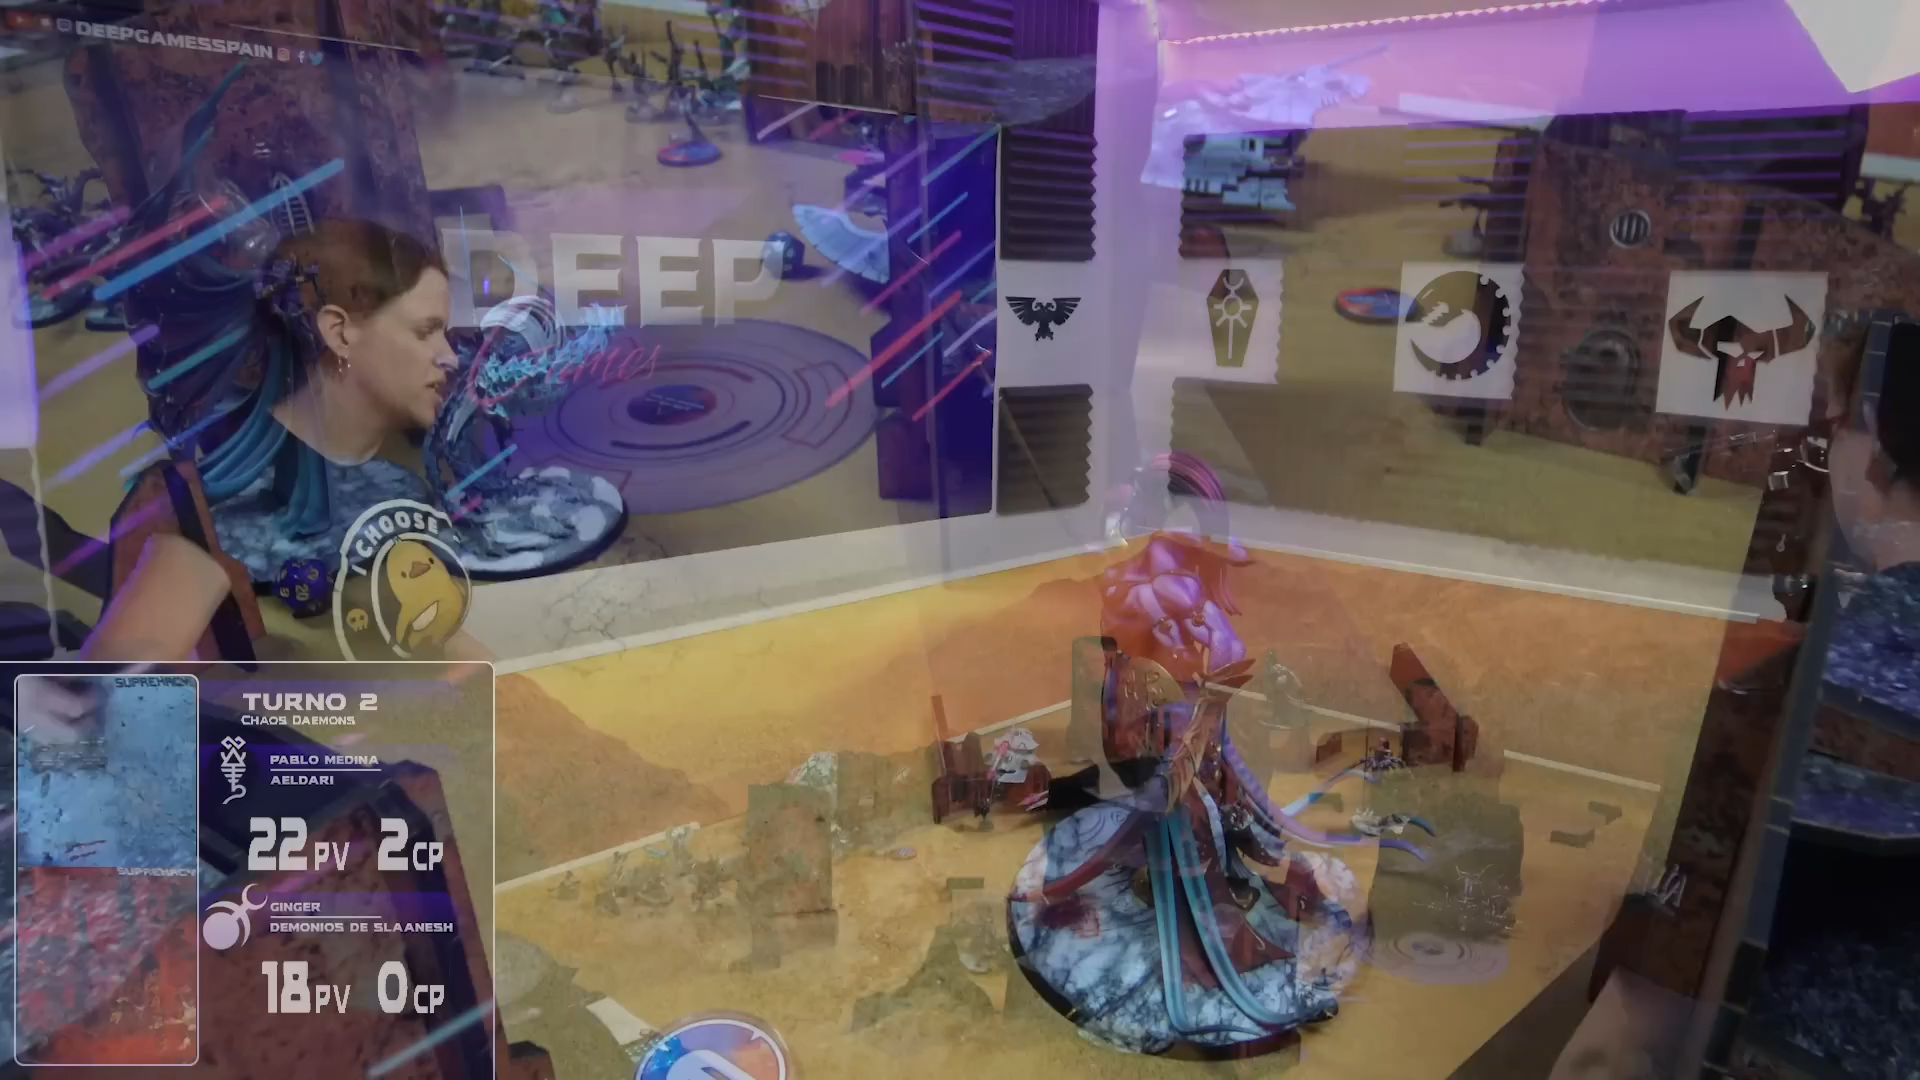 DEEPGAMESSPAIN
DEEP
Games
I CHOOSE
20
SUPREMACY
TURNO 2
CHAOS DAEMONS
PABLO MEDINA
AELDARI
22PV 2CP
SUPREMACY
GINGER
DEMONIOS DE SLAANESH
18PV 0CP